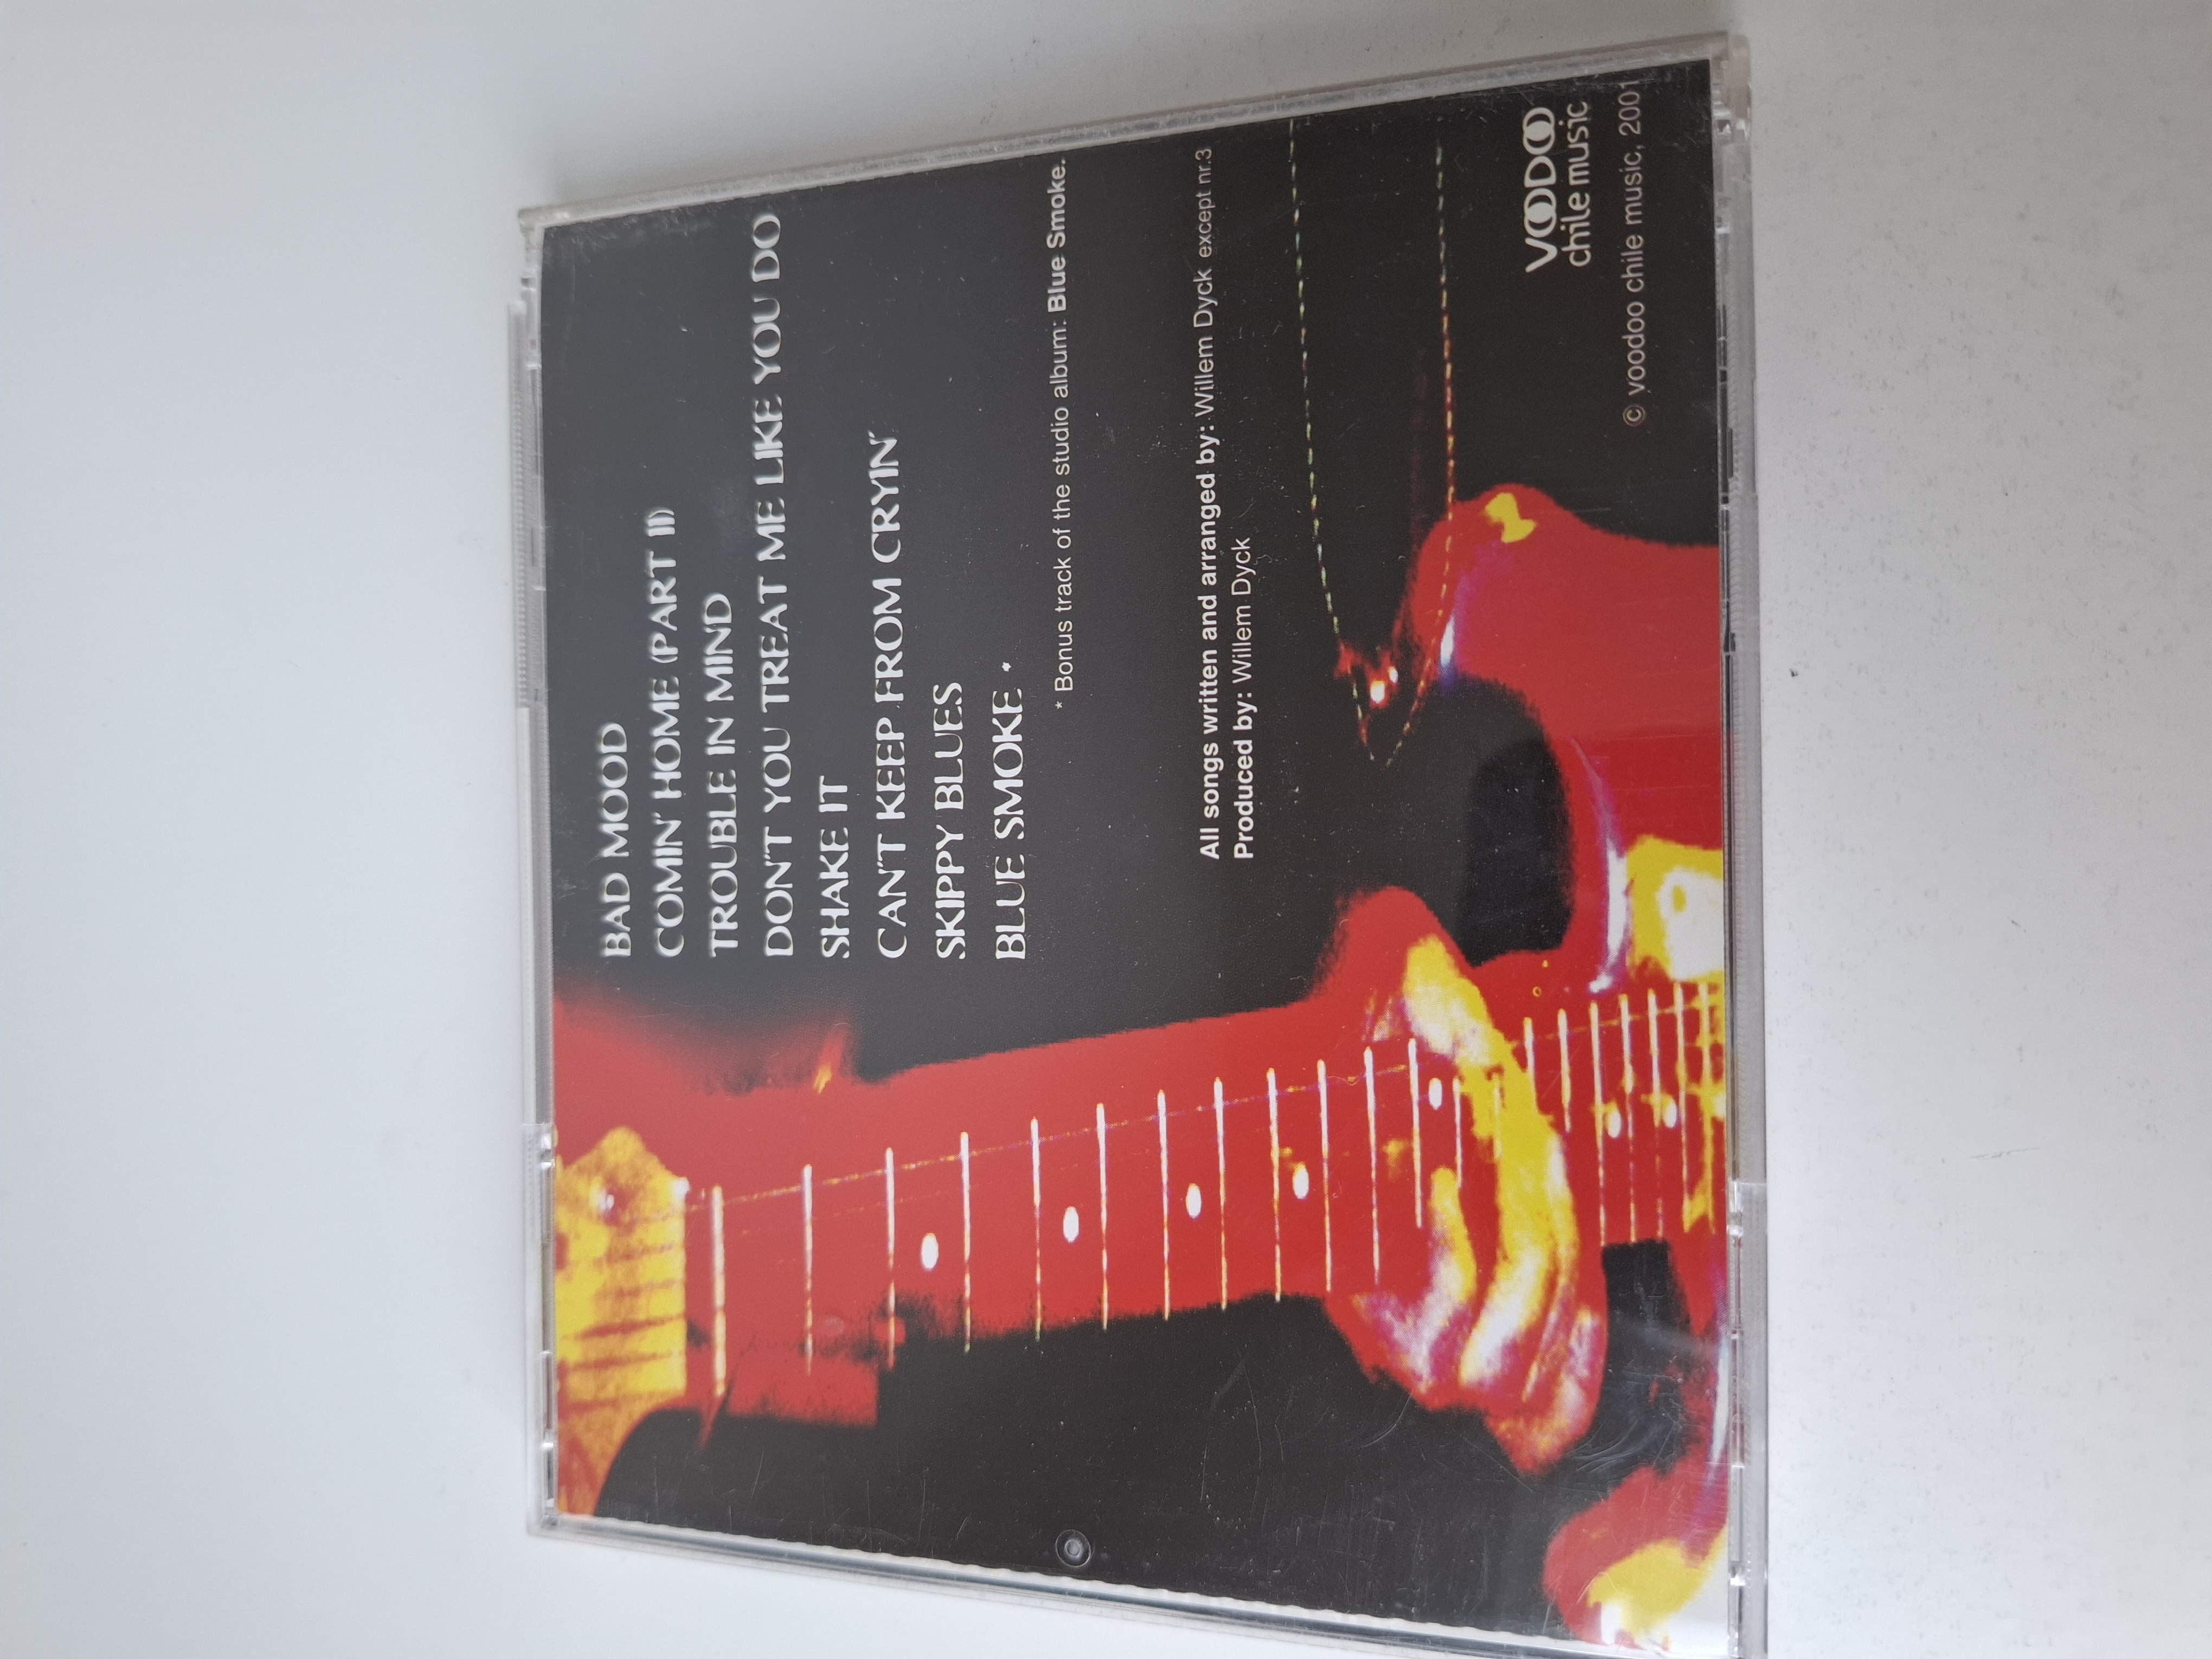 BAD MOOD
COMIN' HOME (PART II)
TROUBLE IN MIND
DON'T YOU TREAT ME LIKE YOU DO
SHAKE IT
CAN'T KEEP FROM CRYIN'
SKIPPY BLUES
BLUE SMOKE *
* Bonus track of the studio album: Blue Smoke.
All songs written and arranged by: Willem Dyck except nr.3
Produced by: Willem Dyck
VOODOO
chile music
© voodoo chile music, 2001